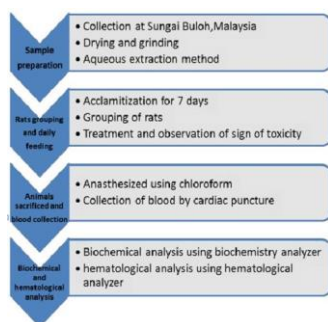 Sample
preparation
• Collection at Sungai Buloh,Malaysia
• Drying and grinding
• Aqueous extraction method
Rats grouping
and daily
feeding
• Acclamitization for 7 days
• Grouping of rats
• Treatment and observation of sign of toxicity
Animals
sacrificed and
blood collection
• Anasthesized using chloroform
• Collection of blood by cardiac puncture
Biochemical
and
hematological
analysis
• Biochemical analysis using biochemistry analyzer
• hematological analysis using hematological
analyzer